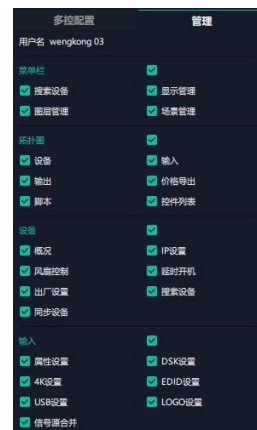 多控配置 管理
用户名 wengkong 03
菜单栏
搜索设备 显示管理
图层管理 场景管理
拓扑图
设备 输入
输出 价格导出
脚本 控件列表
设备
概况 IP设置
风扇控制 延时开机
出厂设置 搜索设备
同步设备
输入
属性设置 DSK设置
4K设置 EDID设置
USB设置 LOGO设置
信号源合并